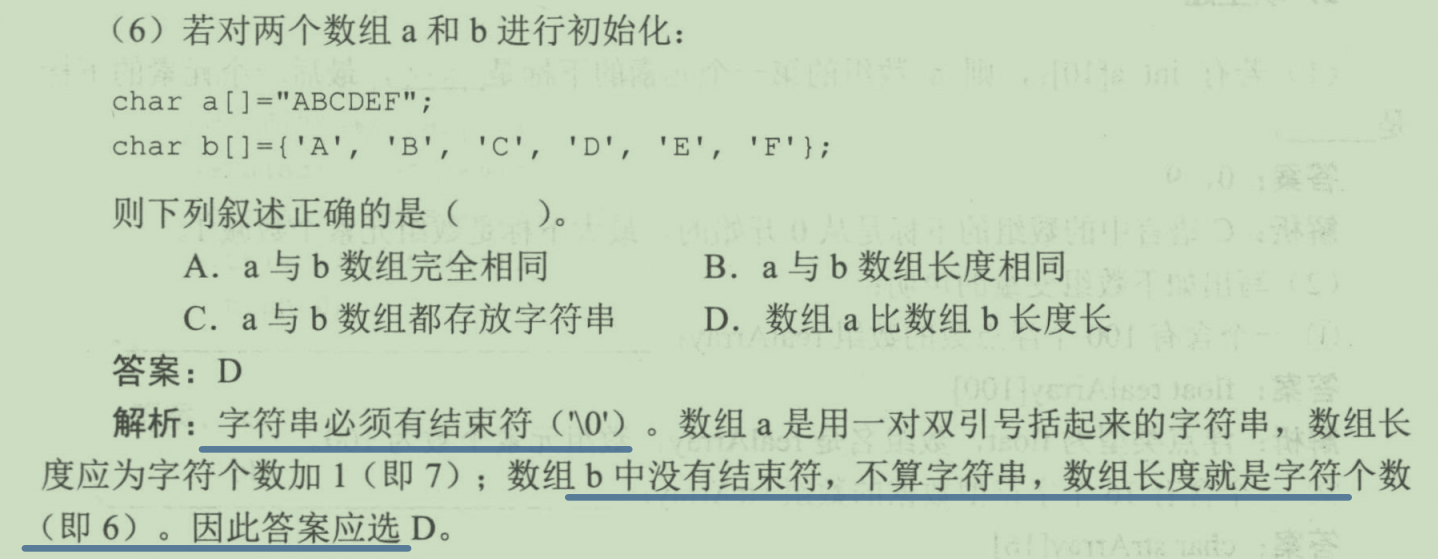 （6）若对两个数组 a 和 b 进行初始化：
char a[]="ABCDEF";
char b[]={'A', 'B', 'C', 'D', 'E', 'F'};
则下列叙述正确的是（　　）。
A．a 与 b 数组完全相同　　B．a 与 b 数组长度相同
C．a 与 b 数组都存放字符串　　D．数组 a 比数组 b 长度长
答案：D
解析：字符串必须有结束符（'\0'）。数组 a 是用一对双引号括起来的字符串，数组长
度应为字符个数加 1（即 7）；数组 b 中没有结束符，不算字符串，数组长度就是字符个数
（即 6）。因此答案应选 D。